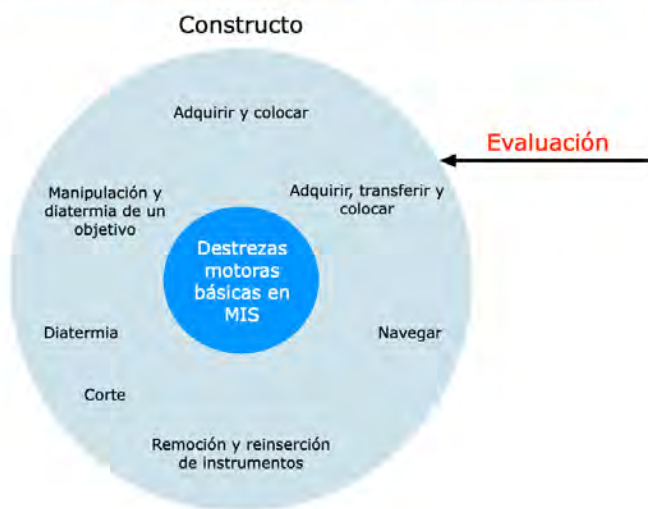 Constructo
Adquirir y colocar
Evaluación
Manipulación y
diatermia de un
objetivo
Adquirir, transferir y
colocar
Destrezas
motoras
básicas en
MIS
Diatermia
Navegar
Corte
Remoción y reinserción
de instrumentos